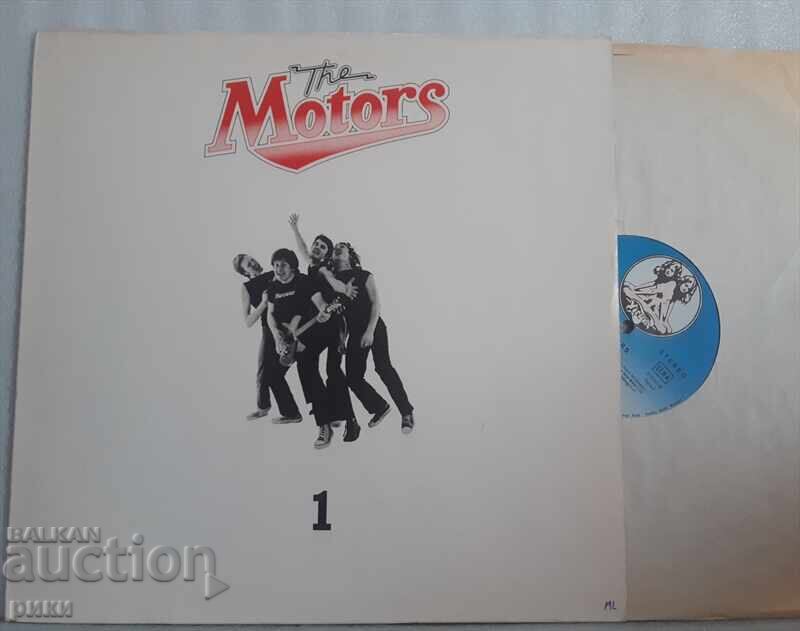 The
Motors
1
STEREO
ML
BALKAN
auction
рики